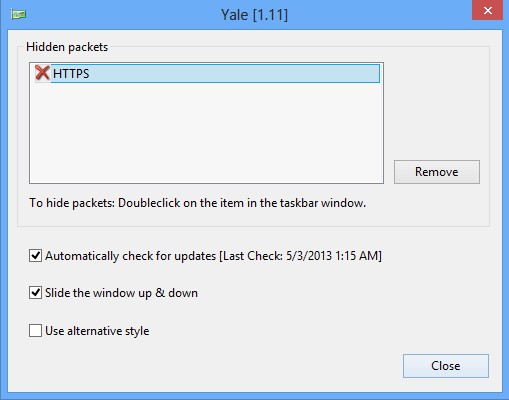 Yale [1.11]
Hidden packets
HTTPS
Remove
To hide packets: Doubleclick on the item in the taskbar window.
Automatically check for updates [Last Check: 5/3/2013 1:15 AM]
Slide the window up & down
Use alternative style
Close